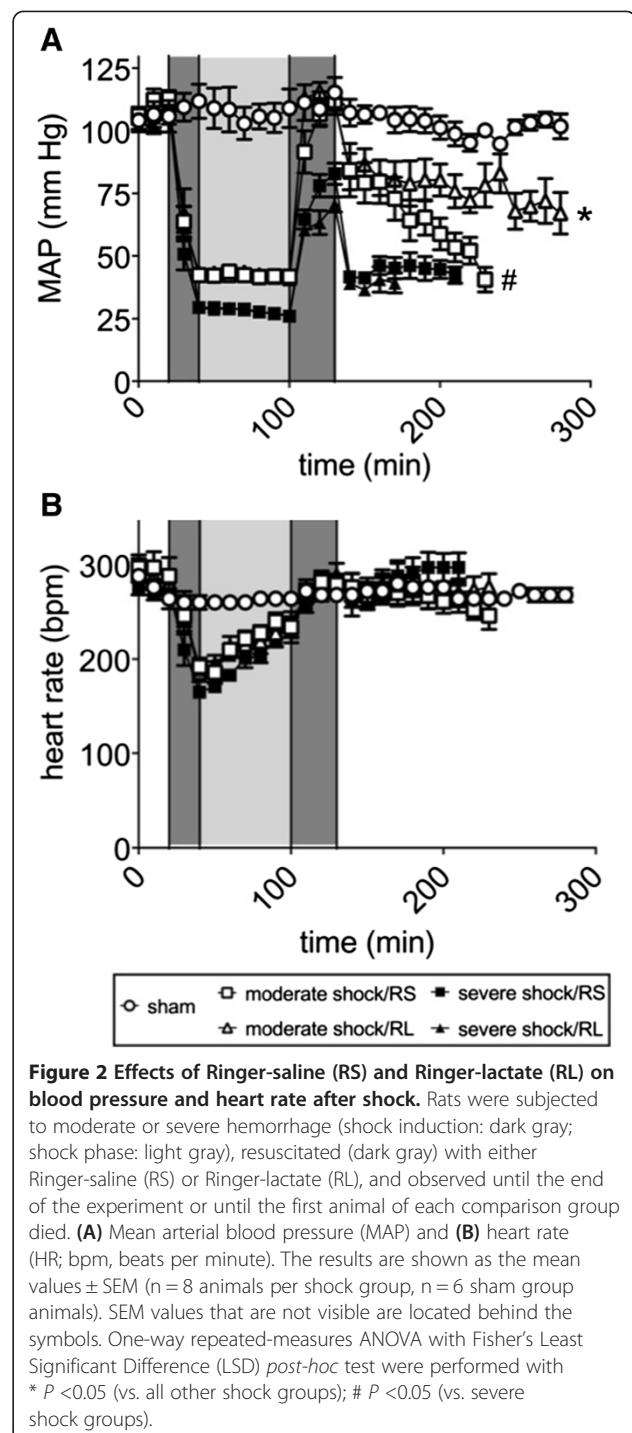 A
MAP (mm Hg)
125
100
75
50
25
0
*
#
0
100
200
300
time (min)
B
heart rate (bpm)
300
200
100
0
0
100
200
300
time (min)
sham
moderate shock/RS
severe shock/RS
moderate shock/RL
severe shock/RL
Figure 2 Effects of Ringer-saline (RS) and Ringer-lactate (RL) on
blood pressure and heart rate after shock. Rats were subjected
to moderate or severe hemorrhage (shock induction: dark gray;
shock phase: light gray), resuscitated (dark gray) with either
Ringer-saline (RS) or Ringer-lactate (RL), and observed until the end
of the experiment or until the first animal of each comparison group
died. (A) Mean arterial blood pressure (MAP) and (B) heart rate
(HR; bpm, beats per minute). The results are shown as the mean
values ± SEM (n = 8 animals per shock group, n = 6 sham group
animals). SEM values that are not visible are located behind the
symbols. One-way repeated-measures ANOVA with Fisher's Least
Significant Difference (LSD) post-hoc test were performed with
* P <0.05 (vs. all other shock groups); # P <0.05 (vs. severe
shock groups).